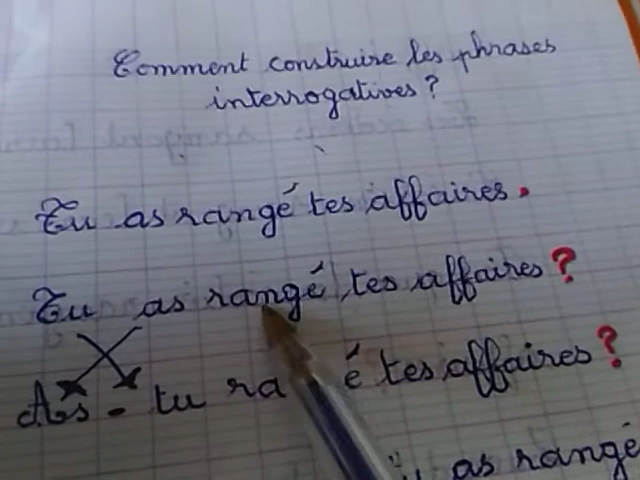 Comment construire les phrases
interrogatives ?
Tu as rangé tes affaires.
Tu as rangé tes affaires ?
As - tu ra é tes affaires ?
as rangé